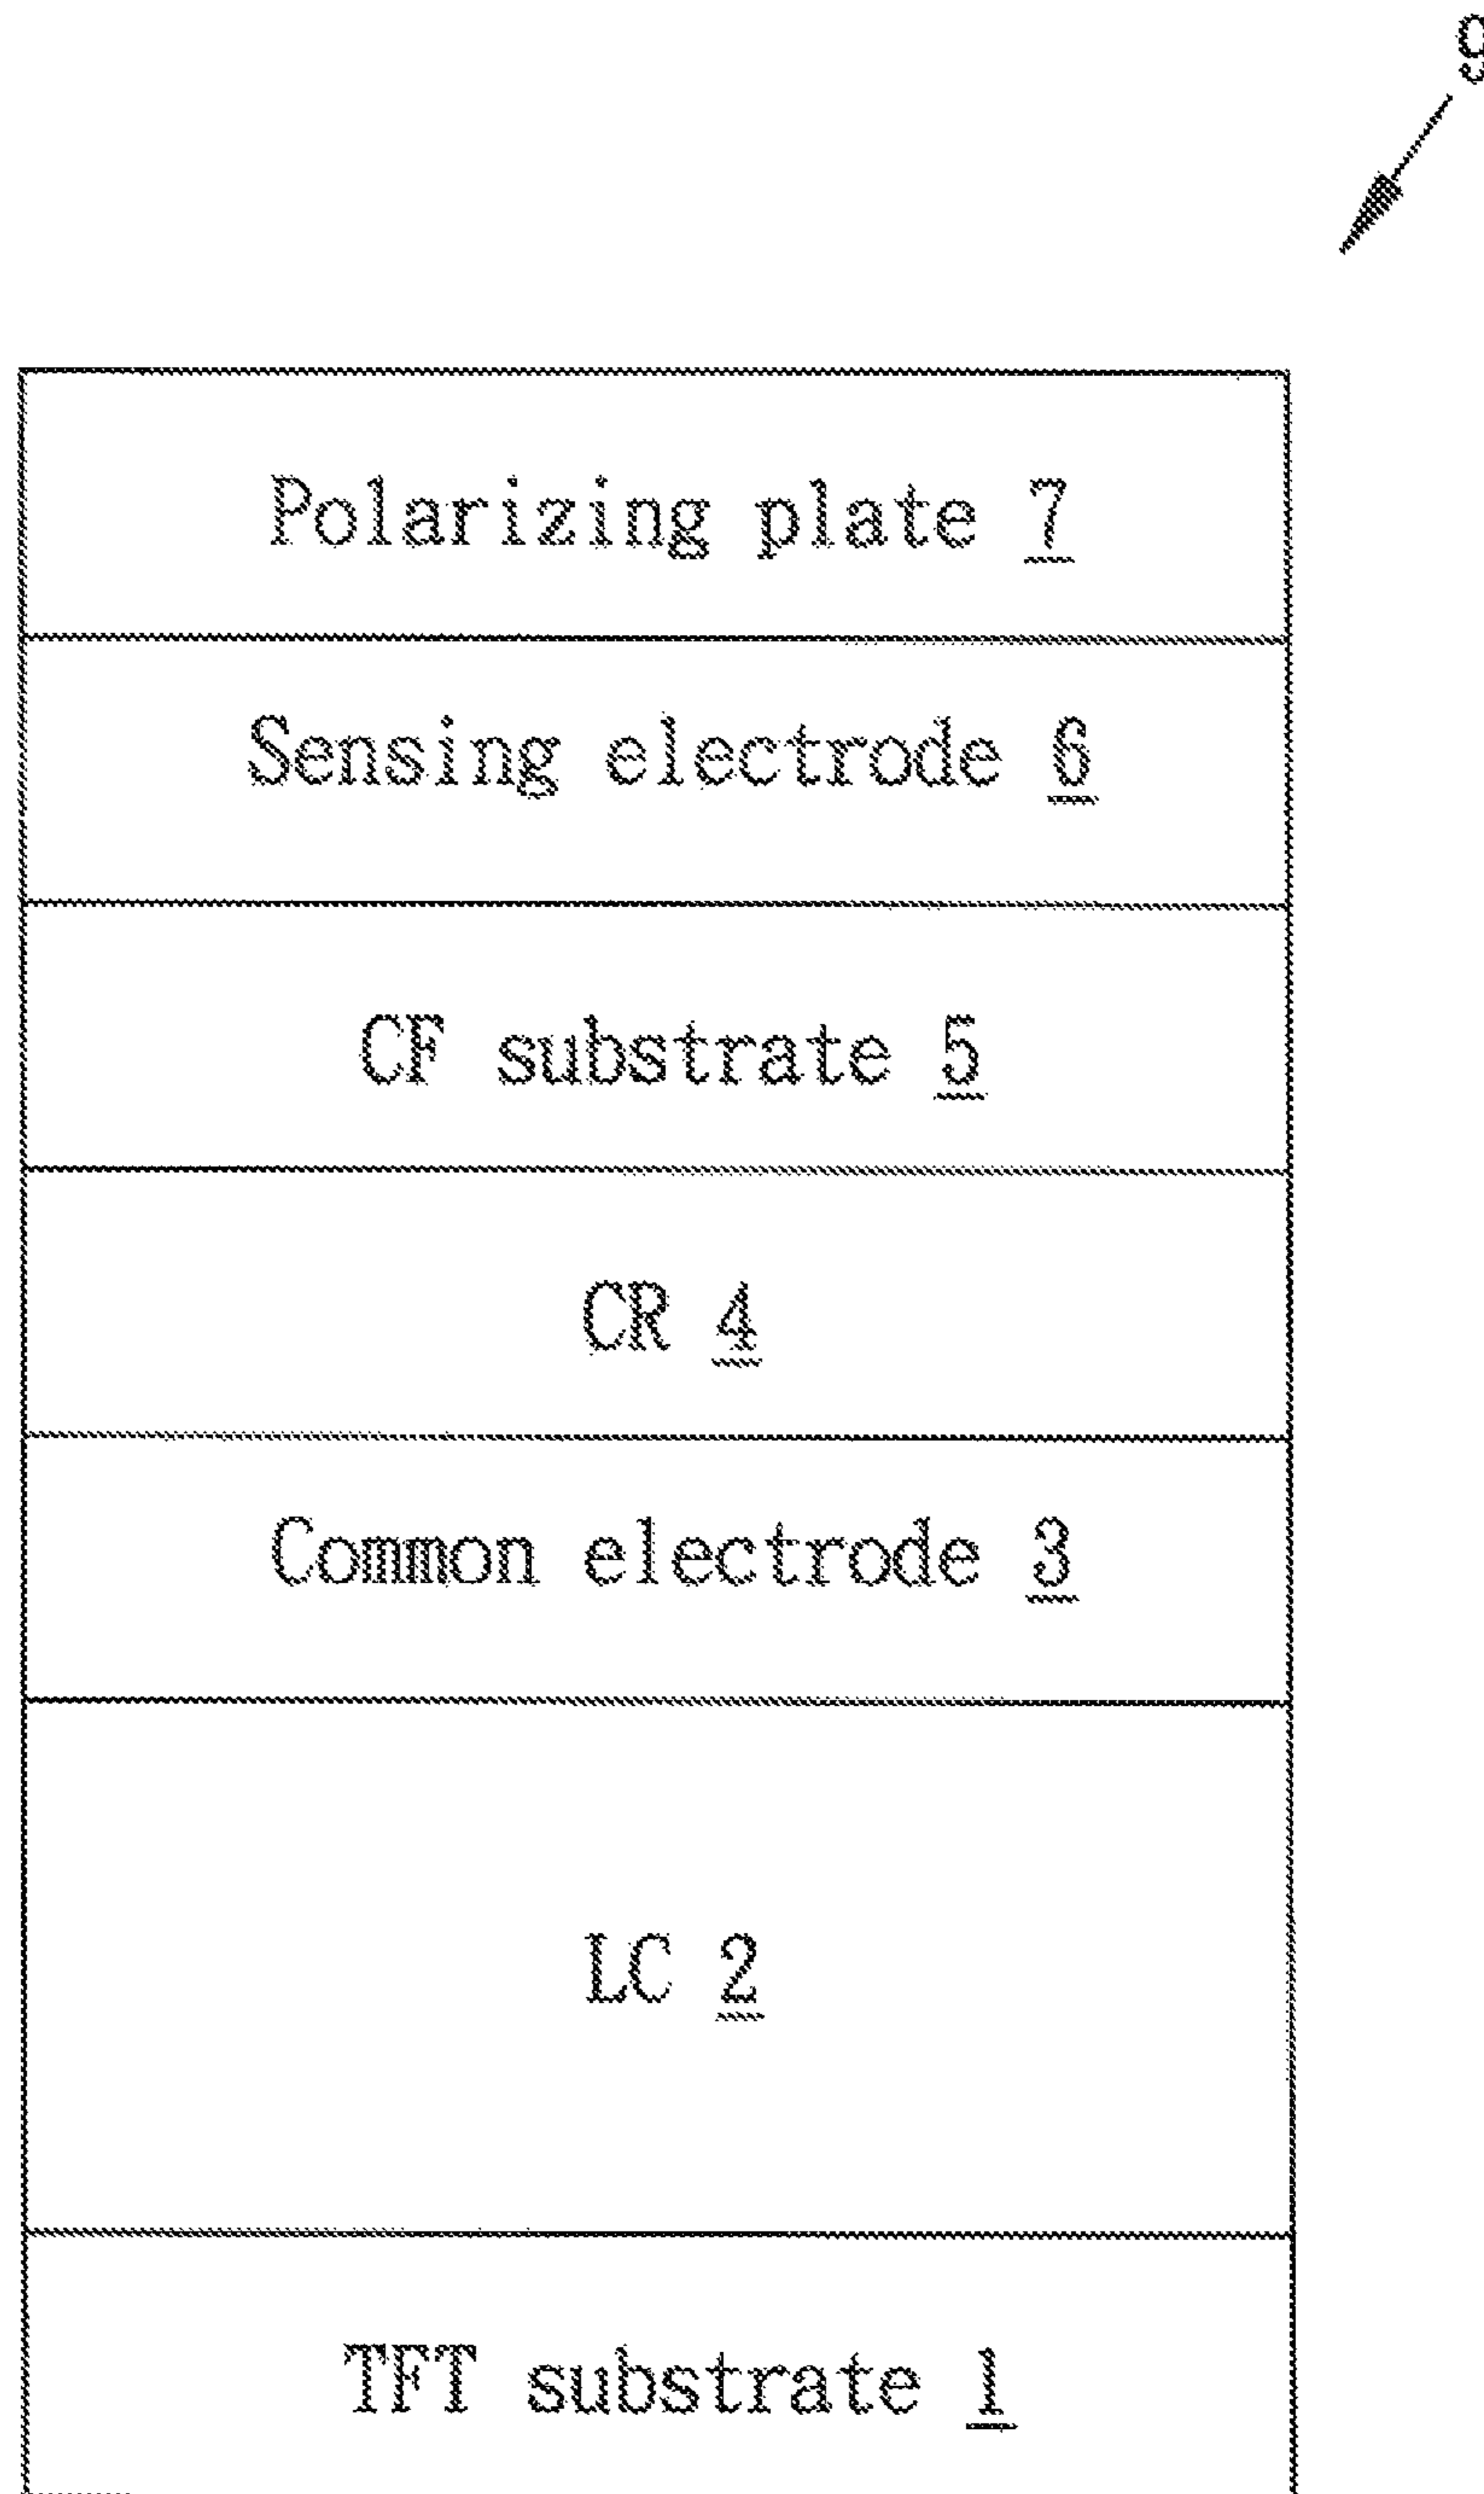 9
Polarizing plate 7
Sensing electrode 6
CF substrate 5
CR 4
Common electrode 3
LC 2
TFT substrate 1